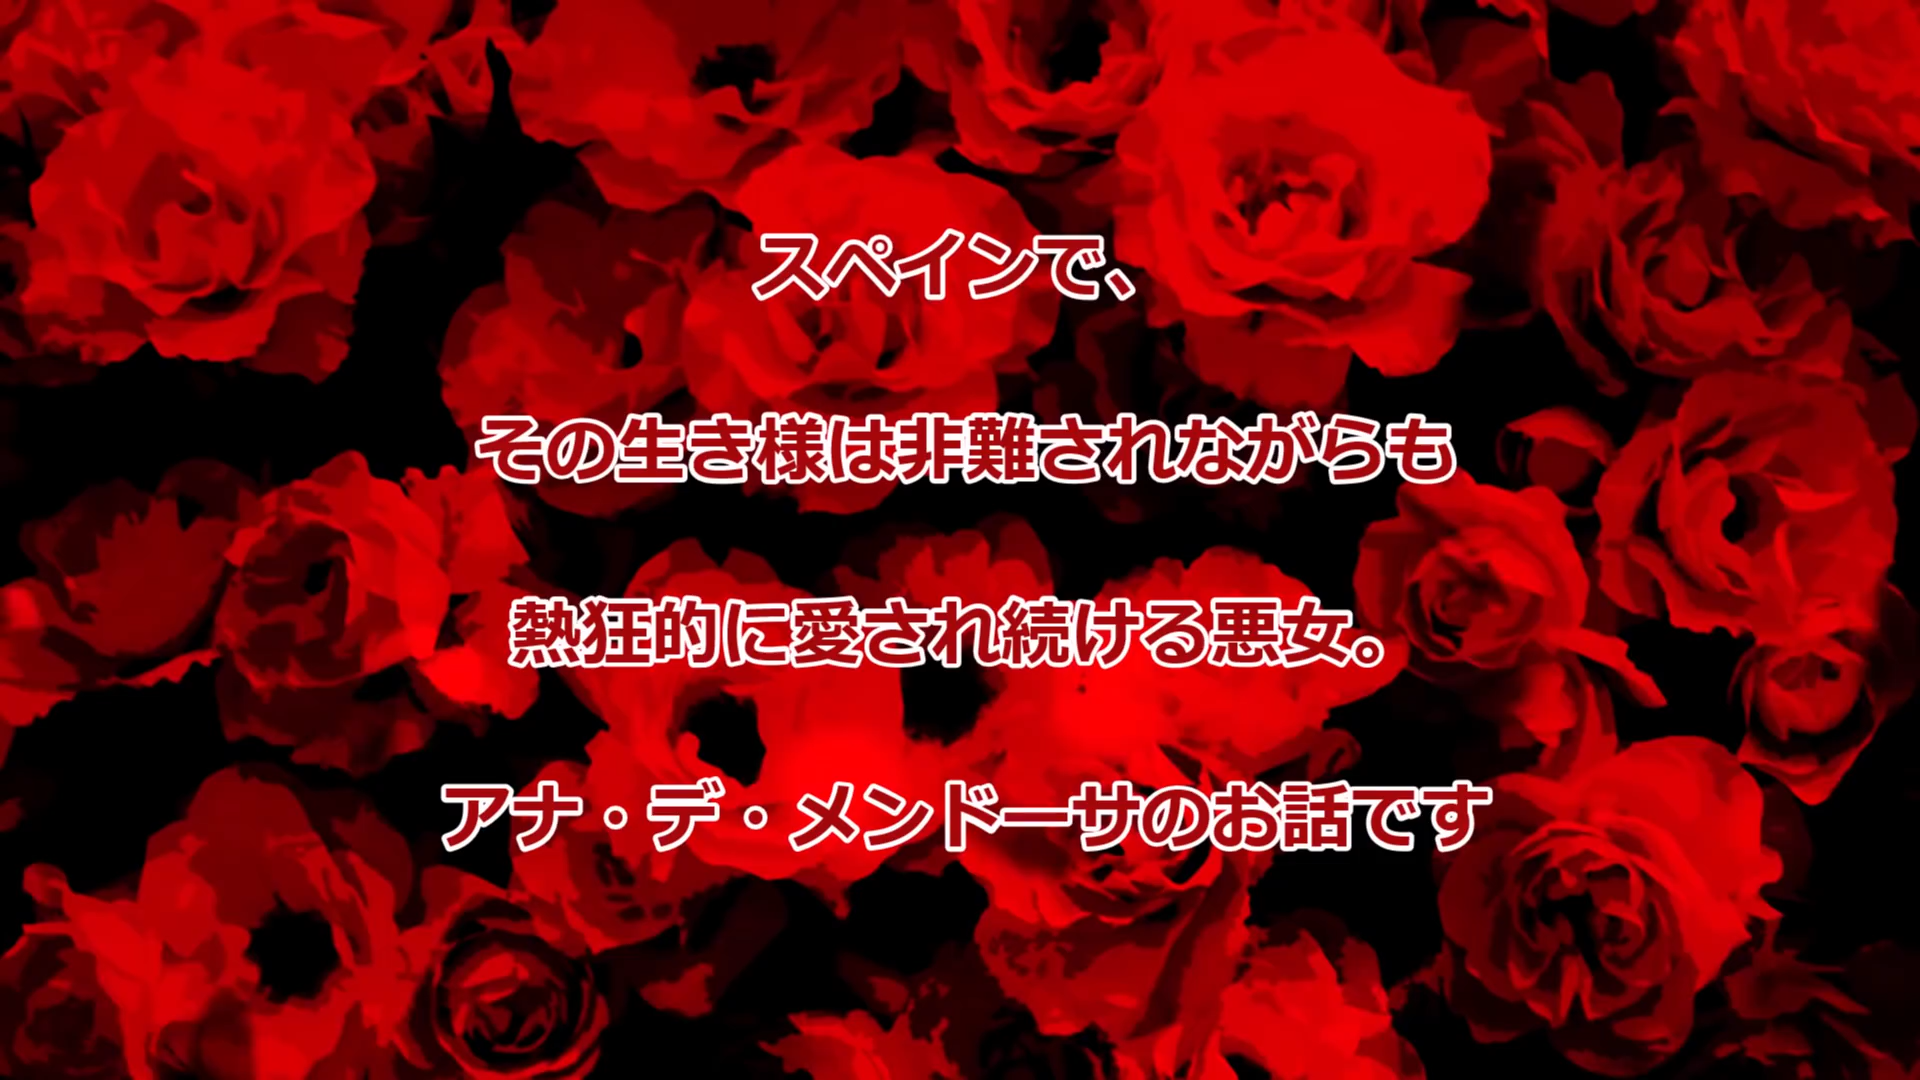 スペインで、
その生き様は非難されながらも
熱狂的に愛され続ける悪女。
アナ・デ・メンドーサのお話です